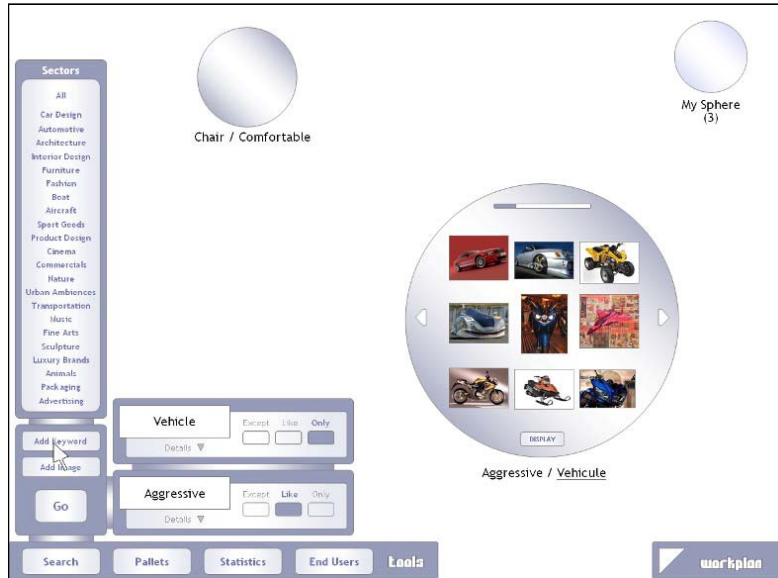 Sectors
All
Car Design
Automotive
Architecture
Interior Design
Furniture
Fashion
Boat
Aircraft
Sport Goods
Product Design
Cinema
Commercials
Nature
Urban Ambiences
Transportation
Music
Fine Arts
Sculpture
Luxury Brands
Animals
Packaging
Advertising
Add Keyword
Add Image
Go
Chair / Comfortable
My Sphere
(3)
DISPLAY
Aggressive / Vehicule
Vehicle
Except Like Only
Details
Aggressive
Except Like Only
Details
Search
Pallets
Statistics
End Users
tools
workplan